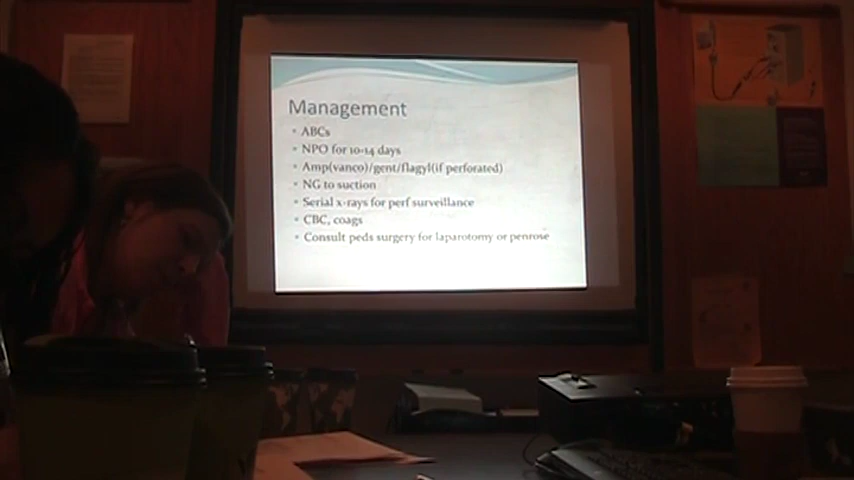 Management
• ABCs
• NPO for 10-14 days
• Amp(vanco)/gent/flagyl(if perforated)
• NG to suction
• Serial x-rays for perf surveillance
• CBC, coags
• Consult peds surgery for laparotomy or penrose